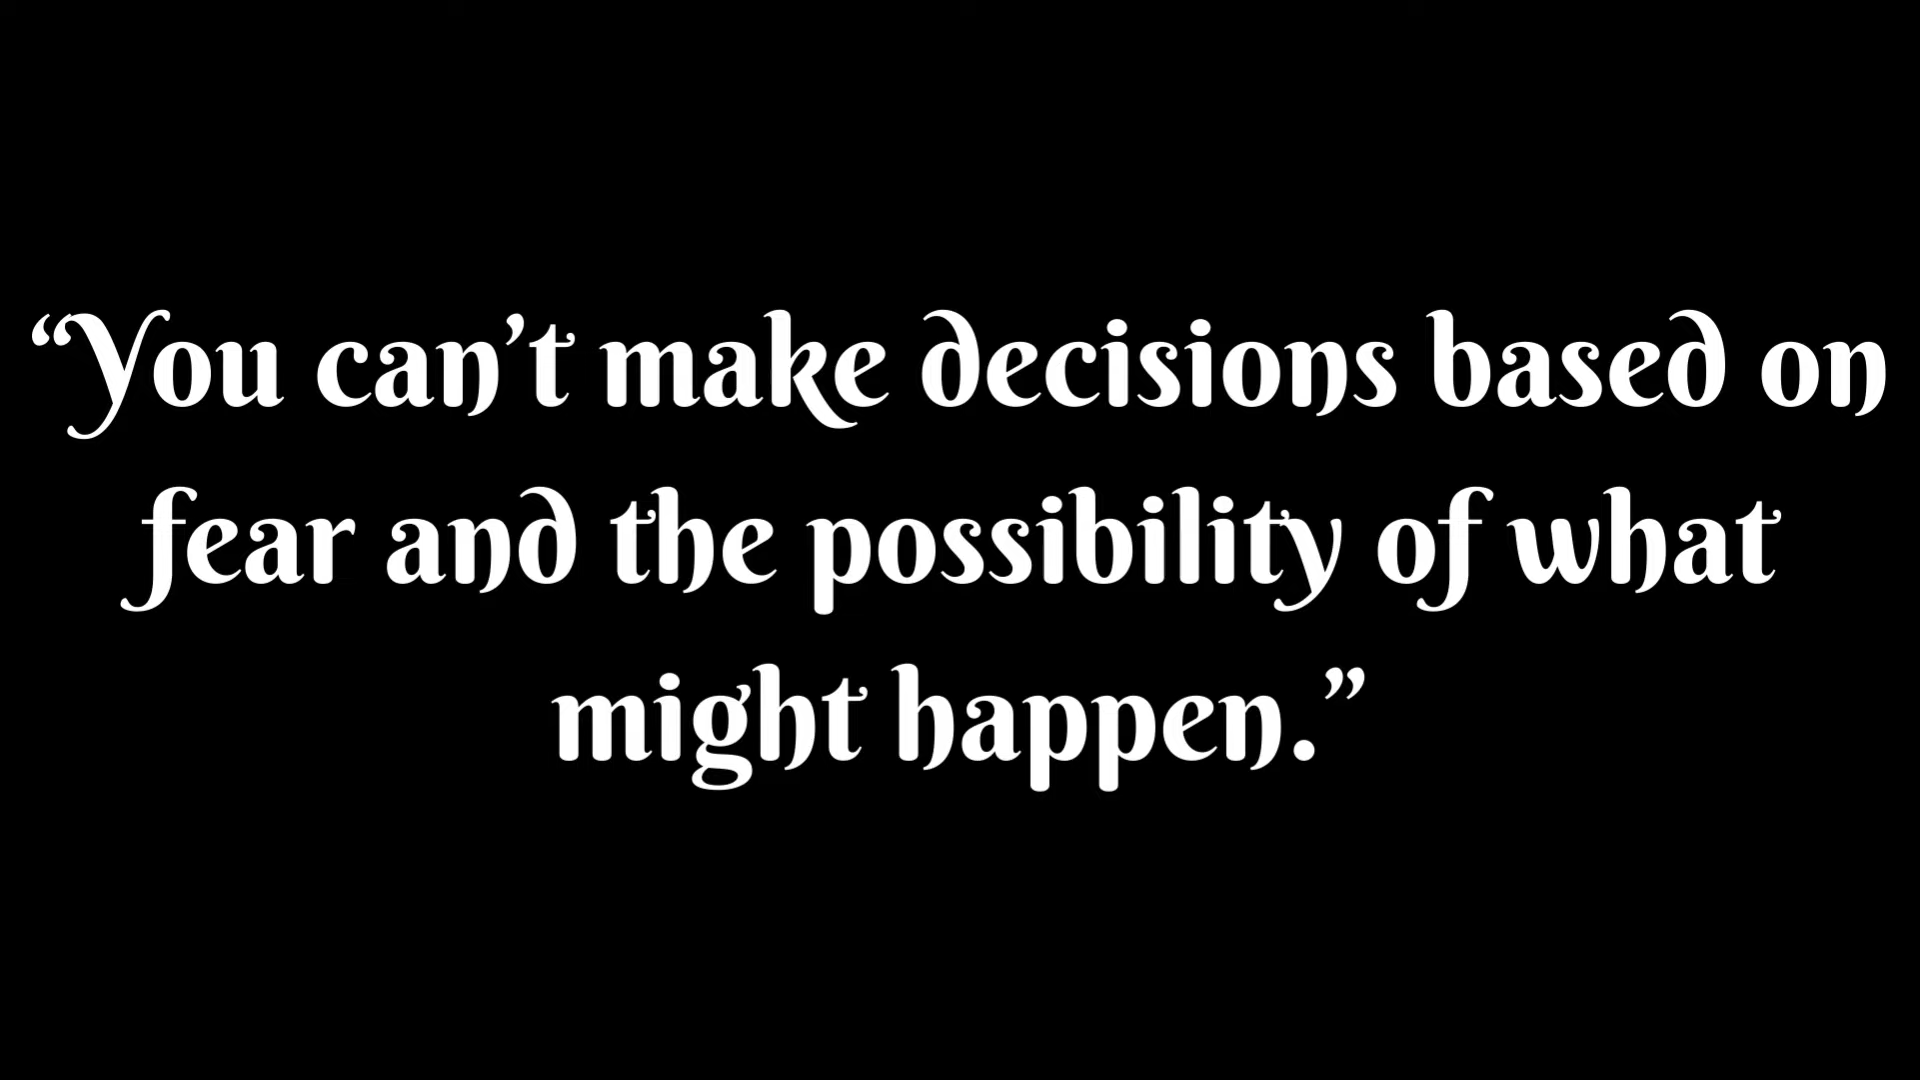 “You can’t make decisions based on
fear and the possibility of what
might happen.”